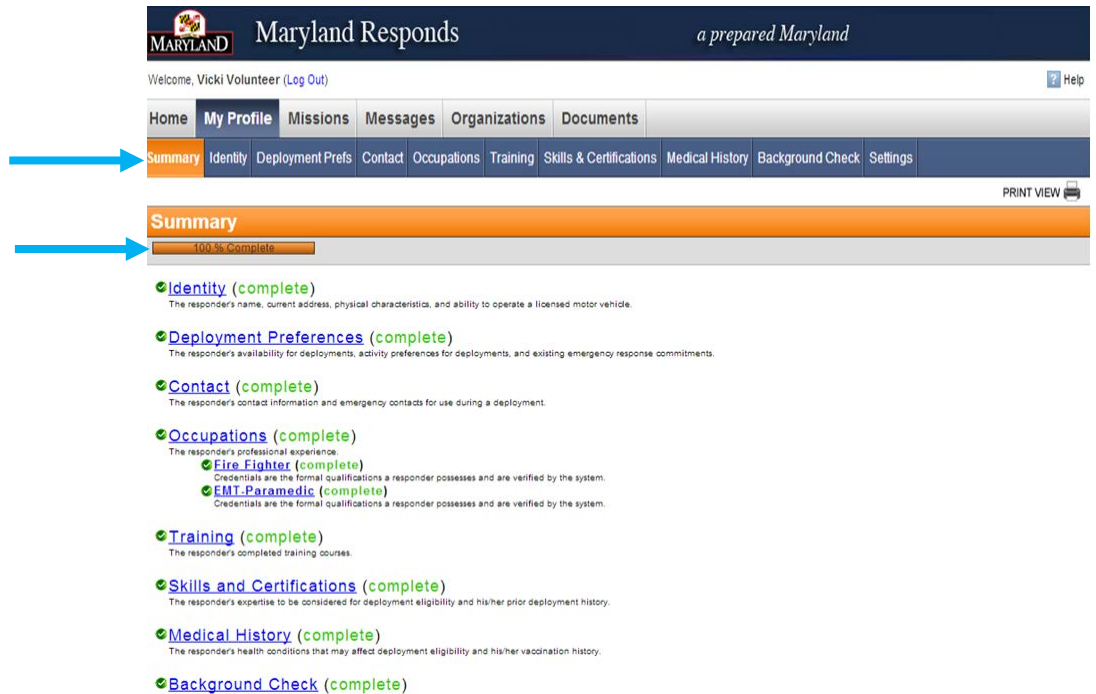 MARYLAND Maryland Responds a prepared Maryland
Welcome, Vicki Volunteer (Log Out) ? Help
Home My Profile Missions Messages Organizations Documents
Summary Identity Deployment Prefs Contact Occupations Training Skills & Certifications Medical History Background Check Settings
PRINT VIEW
Summary
100 % Complete
Identity (complete)
The responder's name, current address, physical characteristics, and ability to operate a licensed motor vehicle.
Deployment Preferences (complete)
The responder's availability for deployments, activity preferences for deployments, and existing emergency response commitments.
Contact (complete)
The responder's contact information and emergency contacts for use during a deployment.
Occupations (complete)
The responder's professional experience.
Fire Fighter (complete)
Credentials are the formal qualifications a responder possesses and are verified by the system.
EMT-Paramedic (complete)
Credentials are the formal qualifications a responder possesses and are verified by the system.
Training (complete)
The responder's completed training courses.
Skills and Certifications (complete)
The responder's expertise to be considered for deployment eligibility and his/her prior deployment history.
Medical History (complete)
The responder's health conditions that may affect deployment eligibility and his/her vaccination history.
Background Check (complete)